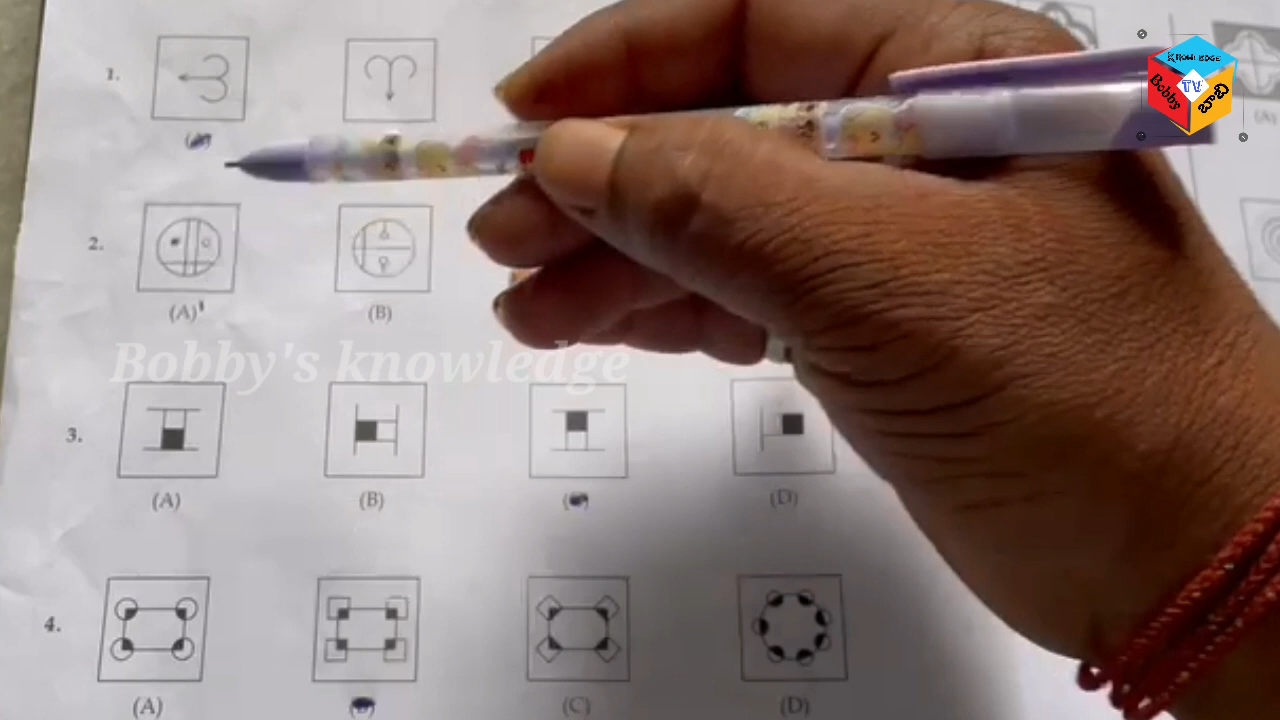 1.
KNOWLEDGE
Bobby
TV
గారు
(A)
2.
(A)
(B)
Bobby's knowledge
3.
(A)
(B)
(D)
4.
(A)
(C)
(D)